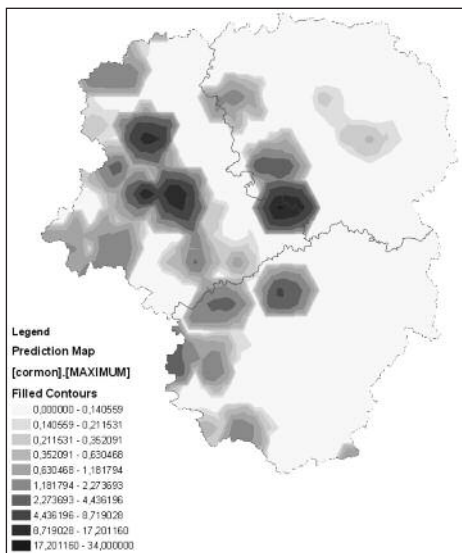 Legend
Prediction Map
[cormon].[MAXIMUM]
Filled Contours
0,000000 - 0,140559
0,140559 - 0,211531
0,211531 - 0,352091
0,352091 - 0,630468
0,630468 - 1,181794
1,181794 - 2,273693
2,273693 - 4,436196
4,436196 - 8,719028
8,719028 - 17,201160
17,201160 - 34,000000